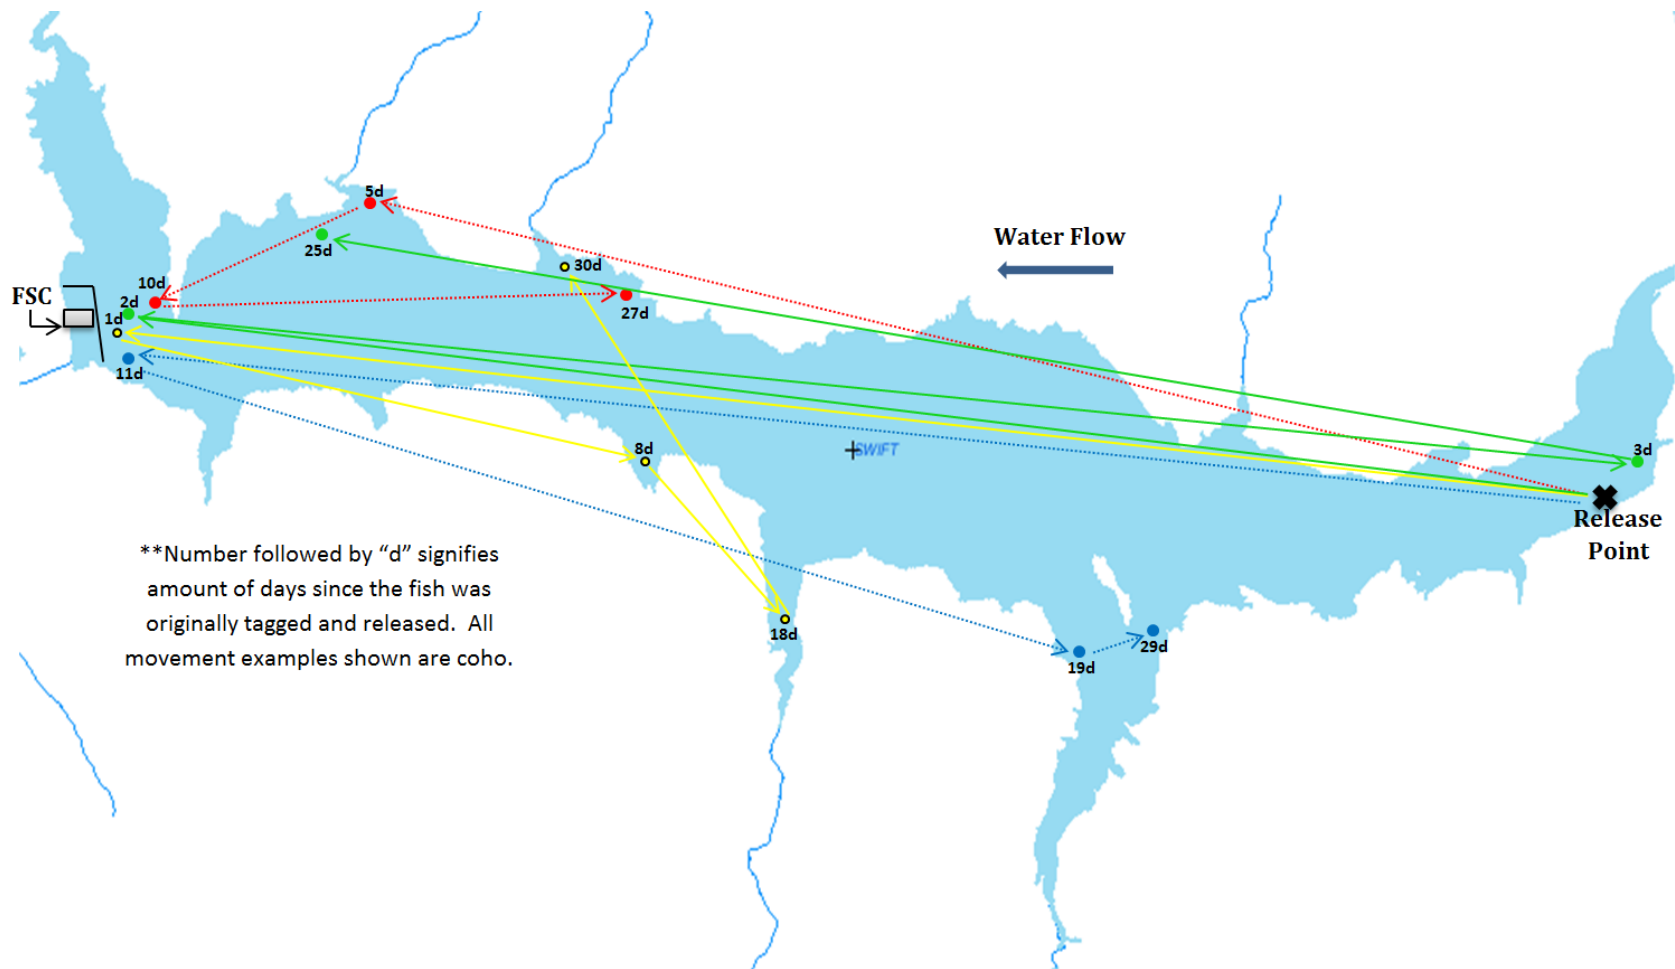 5d
Water Flow
25d
30d
10d
FSC
2d
27d
1d
11d
8d
SWIFT
3d
Release
Point
**Number followed by “d” signifies
amount of days since the fish was
originally tagged and released.  All
movement examples shown are coho.
18d
29d
19d